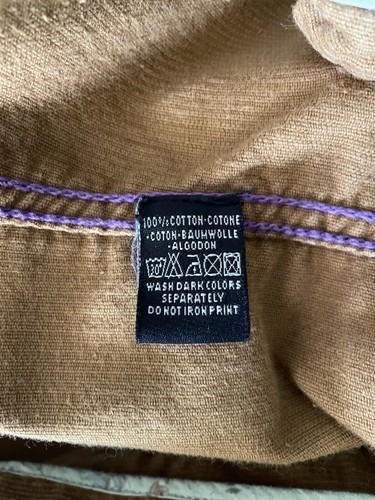 100%COTTON-COTONE
-COTON-BAUMWOLLE
-ALGODON
WASH DARK COLORS
SEPARATELY
DO NOT IRON PRINT